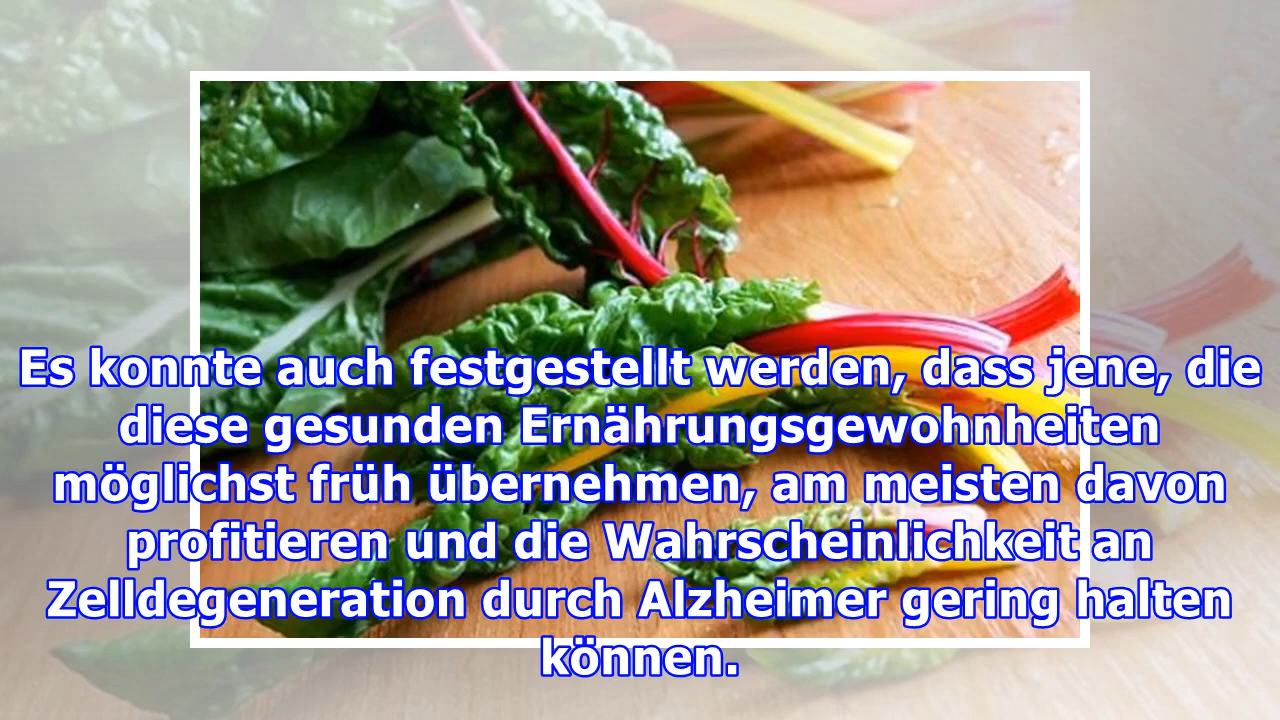 Es konnte auch festgestellt werden, dass jene, die
diese gesunden Ernährungsgewohnheiten
möglichst früh übernehmen, am meisten davon
profitieren und die Wahrscheinlichkeit an
Zelldegeneration durch Alzheimer gering halten
können.